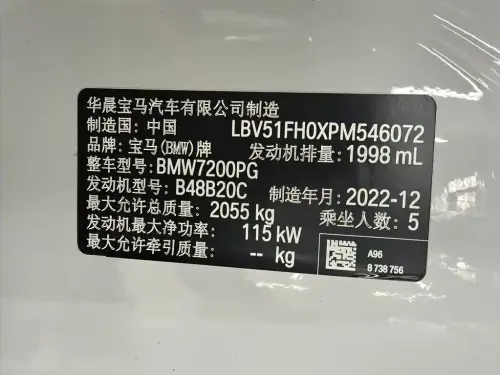 华晨宝马汽车有限公司制造
制造国：中国 LBV51FH0XPM546072
品牌：宝马(BMW)牌 发动机排量：1998 mL
整车型号：BMW7200PG
发动机型号：B48B20C 制造年月：2022-12
最大允许总质量：2055 kg 乘坐人数：5
发动机最大净功率：115 kW
最大允许牵引质量：-- kg
A96
8 738 756